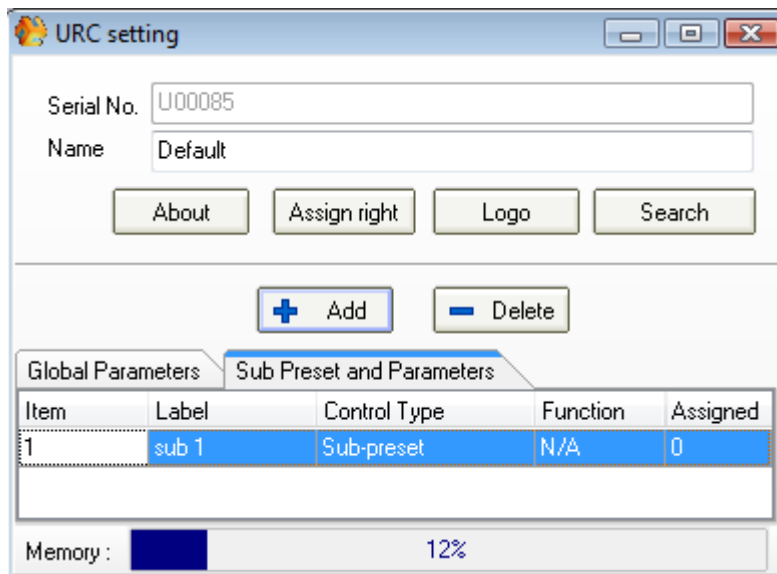 URC setting
Serial No. U00085
Name Default
About Assign right Logo Search
Add Delete
Global Parameters Sub Preset and Parameters
Item Label Control Type Function Assigned
1 sub 1 Sub-preset N/A 0
Memory : 12%